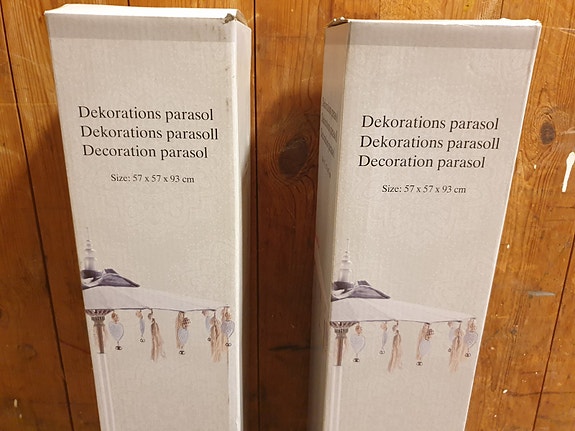 Dekorations parasol
Dekorations parasoll
Decoration parasol
Size: 57 x 57 x 93 cm
Dekorations parasol
Dekorations parasoll
Decoration parasol
Size: 57 x 57 x 93 cm